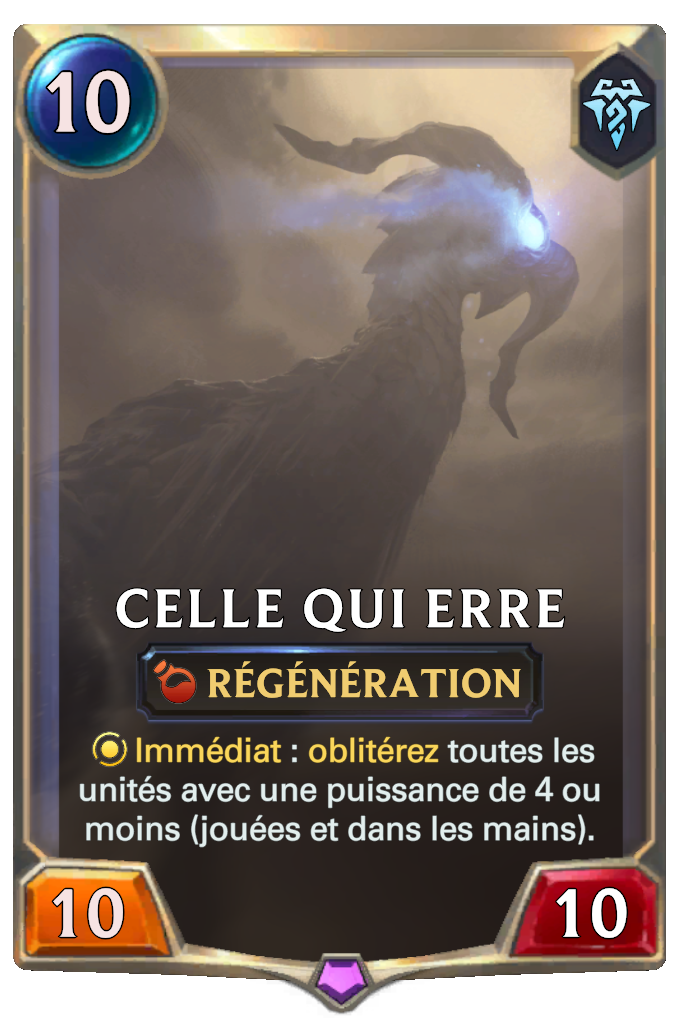 10
CELLE QUI ERRE
RÉGÉNÉRATION
Immédiat : oblitérez toutes les
unités avec une puissance de 4 ou
moins (jouées et dans les mains).
10
10